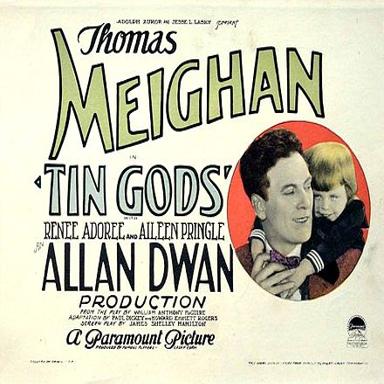 ADOLPH ZUKOR AND JESSE L. LASKY PRESENT
Thomas
MEIGHAN
IN
'TIN GODS'
WITH
RENEE ADOREE AND AILEEN PRINGLE
AN
ALLAN DWAN
PRODUCTION
FROM THE PLAY BY WILLIAM ANTHONY McGUIRE
ADAPTATION BY PAUL DICKEY AND HOWARD EMMETT ROGERS
SCREEN PLAY BY JAMES SHELLEY HAMILTON
A Paramount Picture